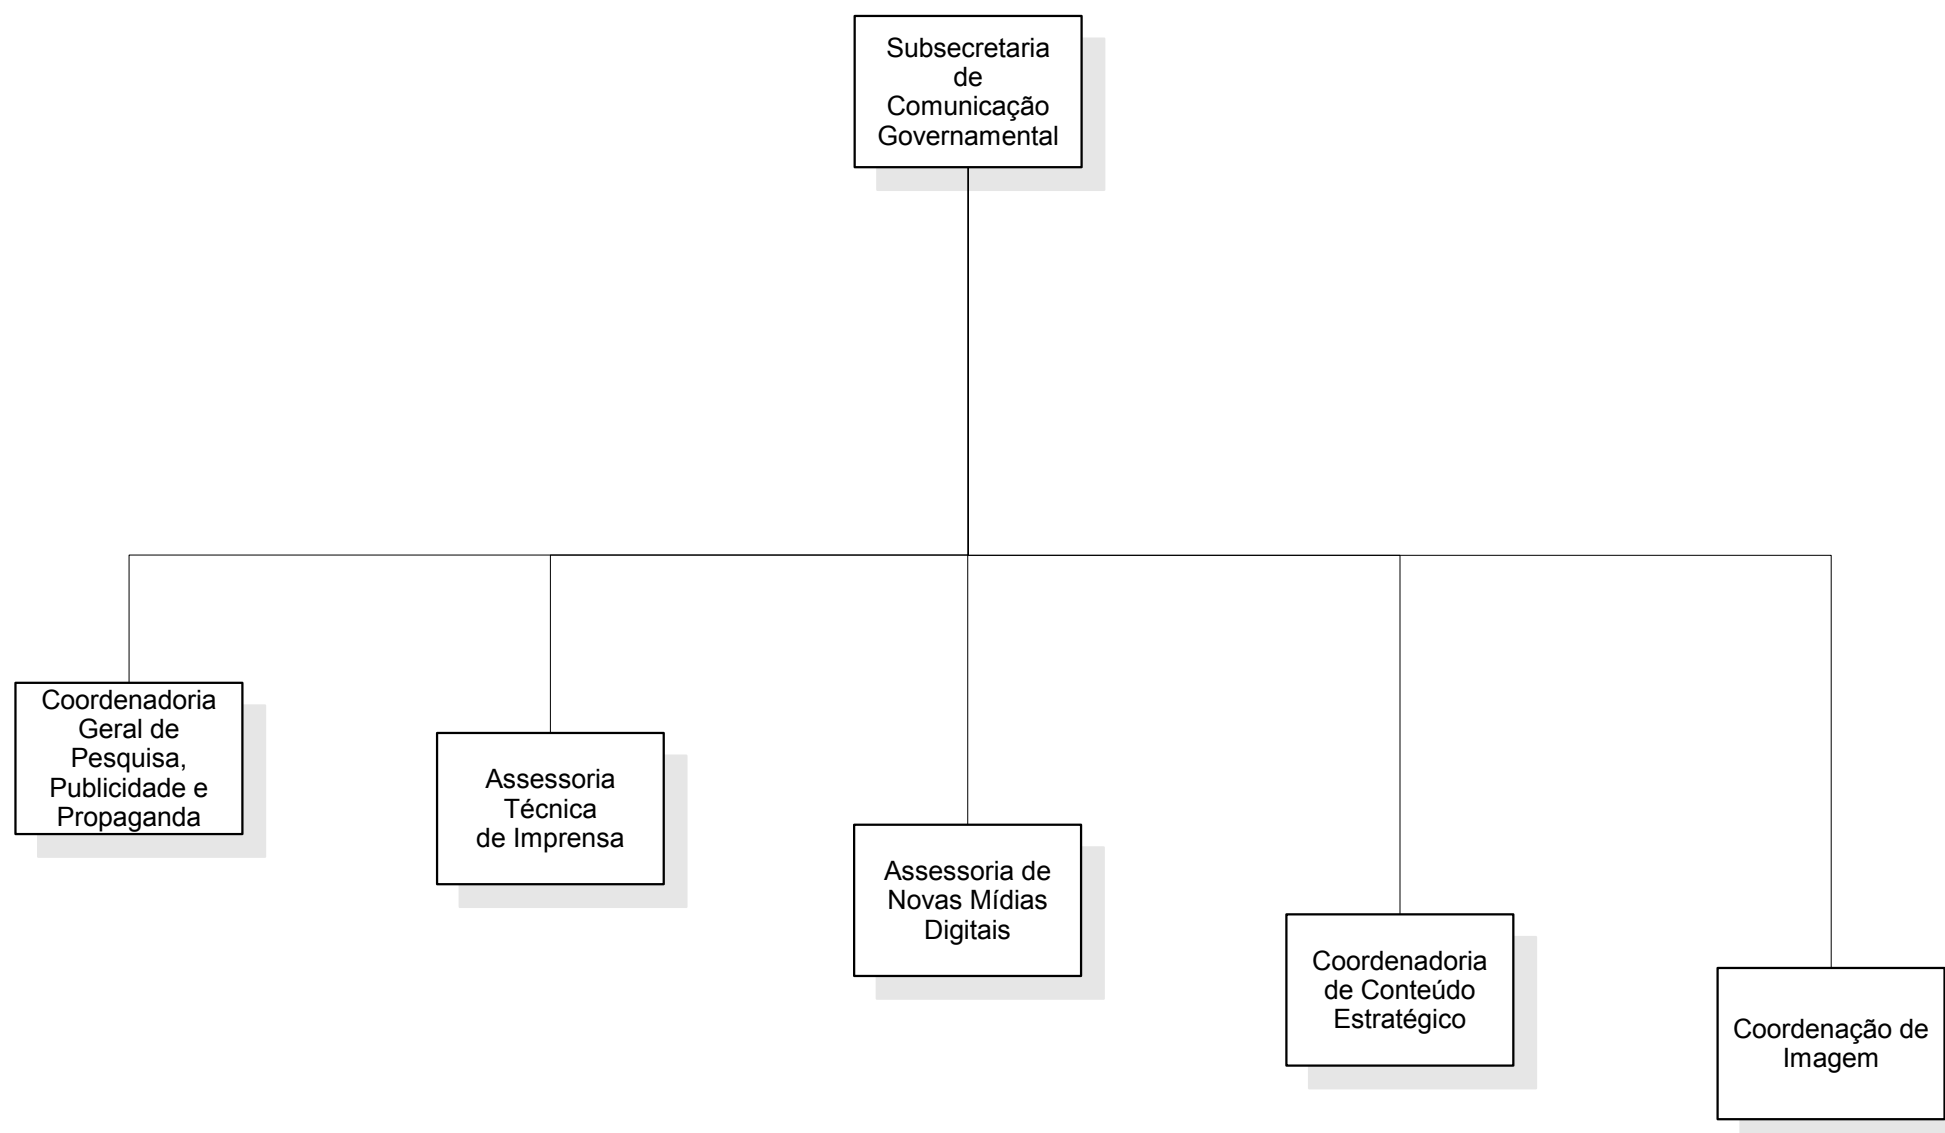 Subsecretaria
de
Comunicação
Governamental
Coordenadoria
Geral de
Pesquisa,
Publicidade e
Propaganda
Assessoria
Técnica
de Imprensa
Assessoria de
Novas Mídias
Digitais
Coordenadoria
de Conteúdo
Estratégico
Coordenação de
Imagem